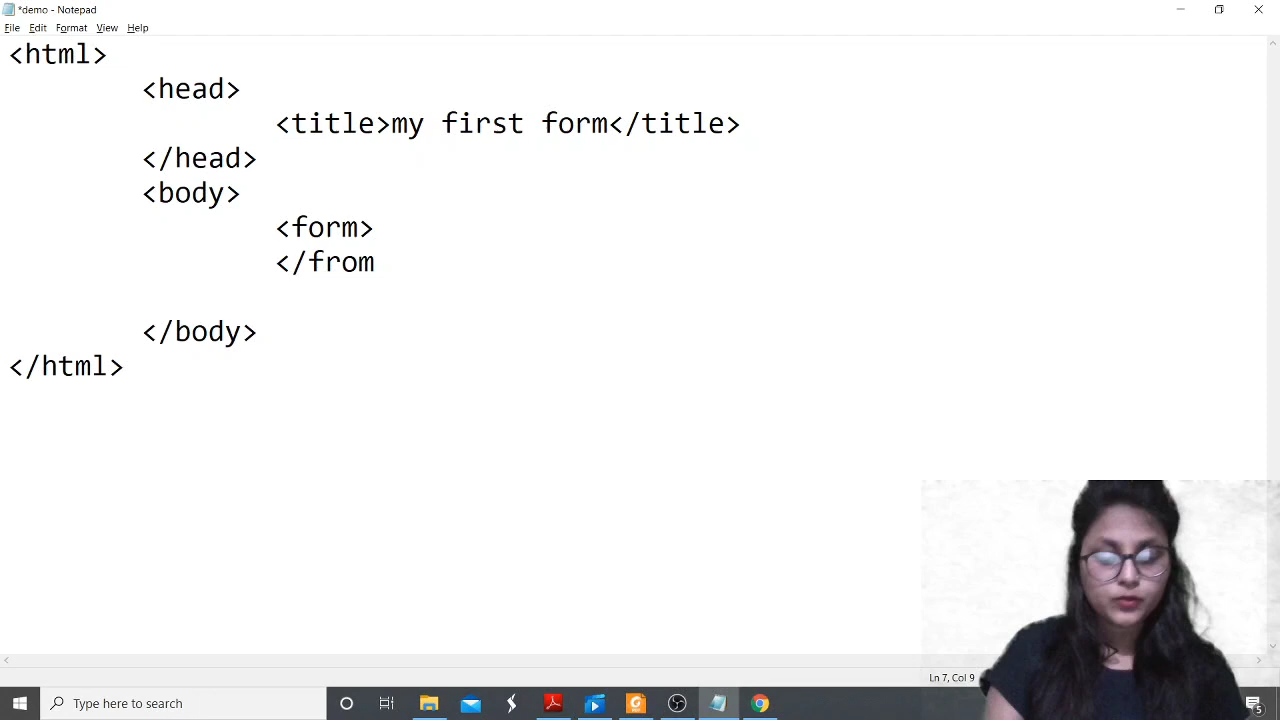 *demo - Notepad
File Edit Format View Help
<html>
<head>
<title>my first form</title>
</head>
<body>
<form>
</from
</body>
</html>
Ln 7, Col 9
Type here to search
5